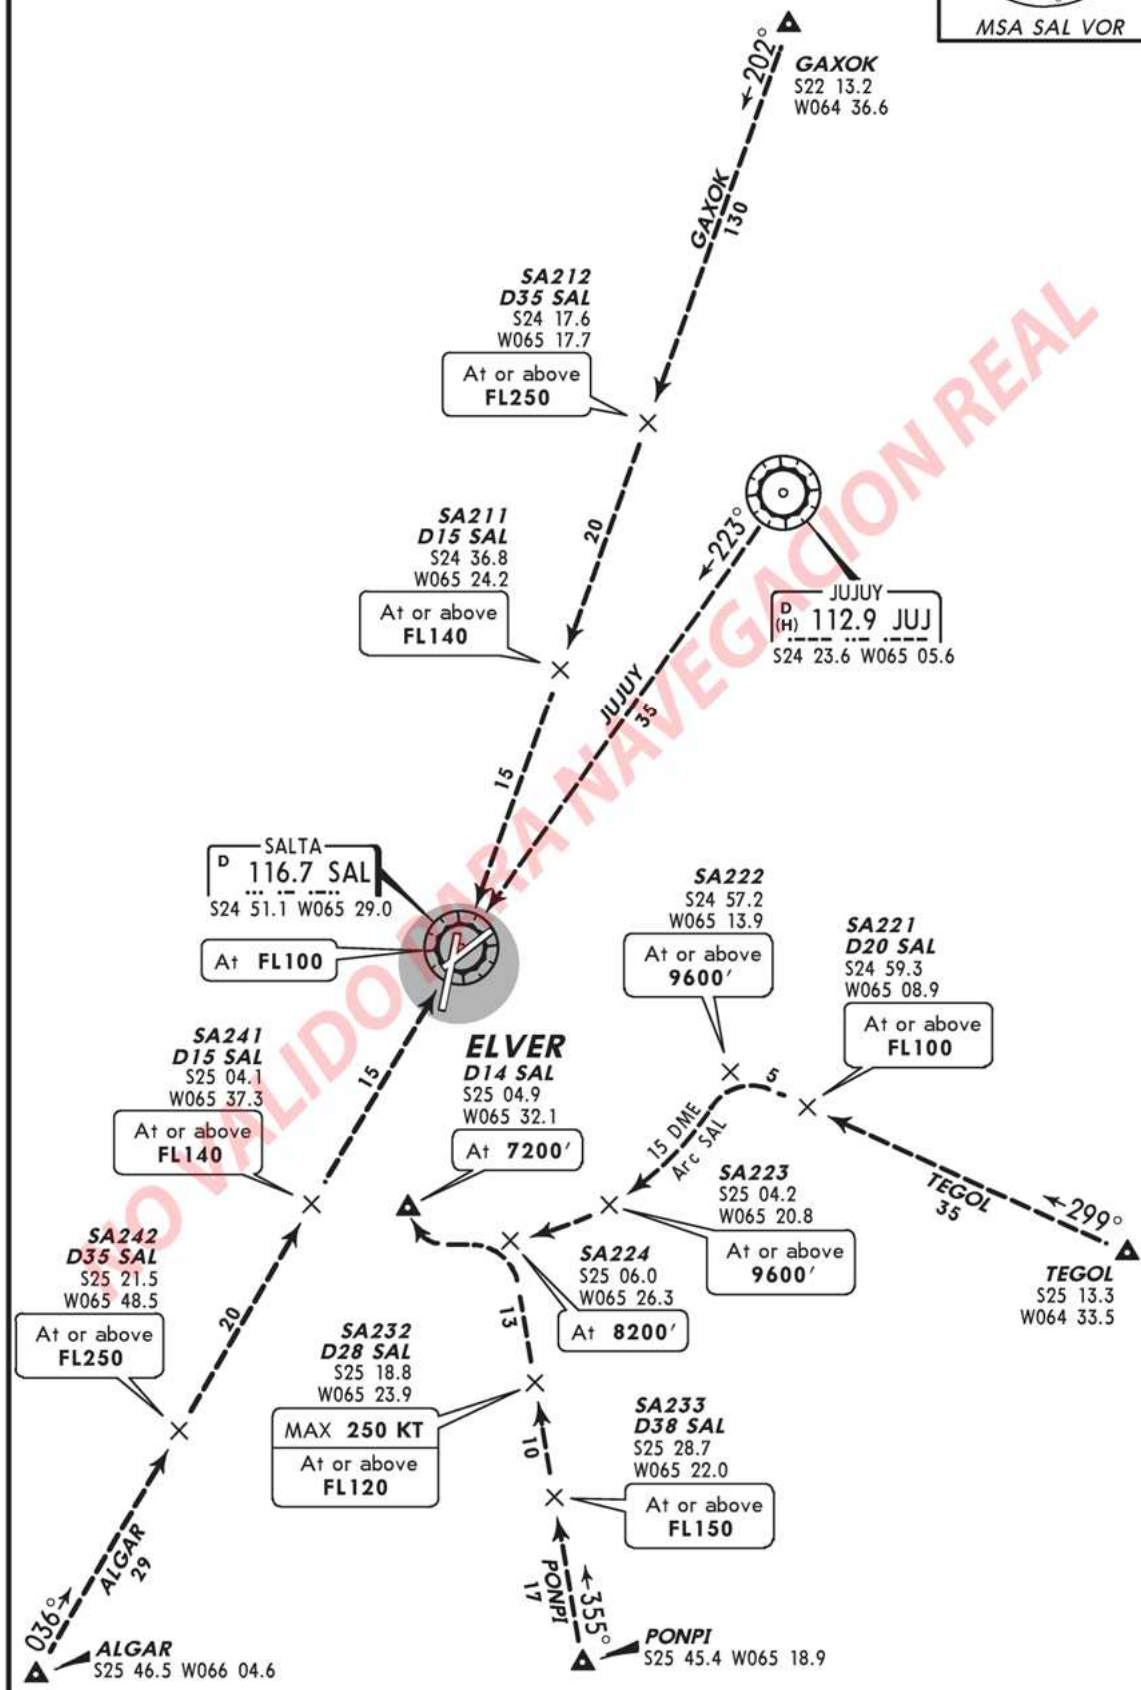 MSA SAL VOR
202°
GAXOK
S22 13.2
W064 36.6
GAXOK
130
SA212
D35 SAL
S24 17.6
W065 17.7
At or above
FL250
20
SA211
D15 SAL
S24 36.8
W065 24.2
At or above
FL140
223°
JUJUY
D
(H) 112.9 JUJ
S24 23.6 W065 05.6
JUJUY
35
15
SALTA
D 116.7 SAL
S24 51.1 W065 29.0
At FL100
SA222
S24 57.2
W065 13.9
At or above
9600'
SA221
D20 SAL
S24 59.3
W065 08.9
At or above
FL100
SA241
D15 SAL
S25 04.1
W065 37.3
At or above
FL140
15
ELVER
D14 SAL
S25 04.9
W065 32.1
At 7200'
5
15 DME
Arc SAL
SA223
S25 04.2
W065 20.8
At or above
9600'
TEGOL
35
299°
TEGOL
S25 13.3
W064 33.5
SA242
D35 SAL
S25 21.5
W065 48.5
At or above
FL250
20
SA224
S25 06.0
W065 26.3
At 8200'
13
SA232
D28 SAL
S25 18.8
W065 23.9
MAX 250 KT
At or above
FL120
10
SA233
D38 SAL
S25 28.7
W065 22.0
At or above
FL150
ALGAR
29
036°
ALGAR
S25 46.5 W066 04.6
PONPI
17
355°
PONPI
S25 45.4 W065 18.9
NO VALIDO PARA NAVEGACION REAL